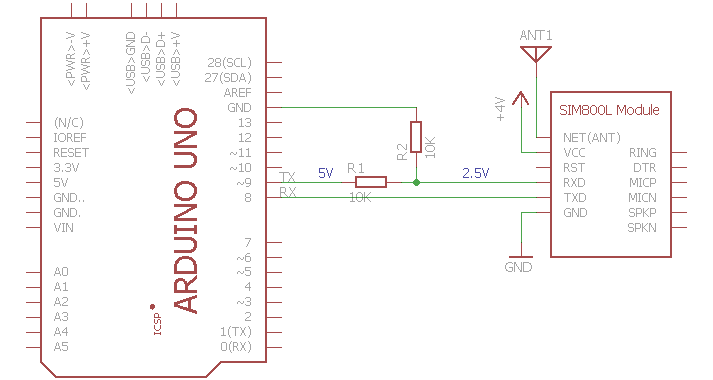 <PWR>-V
<PWR>+V
<USB>GND
<USB>D-
<USB>D+
<USB>+V
28(SCL)
27(SDA)
AREF
GND
13
12
~11
~10
~9
8
7
~6
~5
4
~3
2
1(TX)
0(RX)
(N/C)
IOREF
RESET
3.3V
5V
GND..
GND.
VIN
A0
A1
A2
A3
A4
A5
ARDUINO UNO
ICSP
TX
RX
5V
R1
10K
R2
10K
2.5V
ANT1
+4V
GND
SIM800L Module
NET(ANT)
VCC
RST
RXD
TXD
GND
RING
DTR
MICP
MICN
SPKP
SPKN